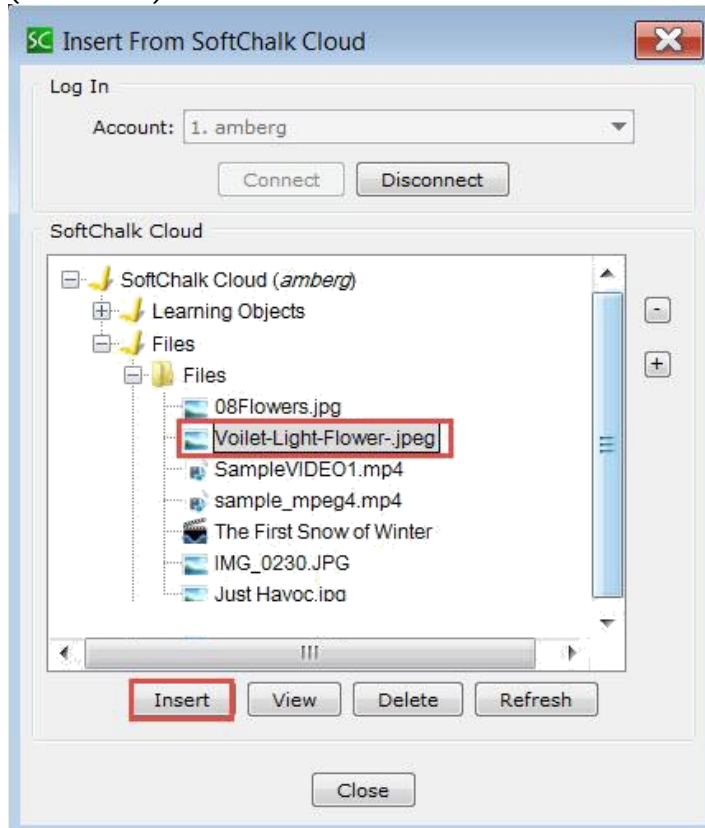 SC Insert From SoftChalk Cloud
Log In
Account: 1. amberg
Connect Disconnect
SoftChalk Cloud
SoftChalk Cloud (amberg)
Learning Objects
Files
Files
08Flowers.jpg
Voilet-Light-Flower-.jpeg
SampleVIDEO1.mp4
sample_mpeg4.mp4
The First Snow of Winter
IMG_0230.JPG
Just Havoc.jpg
Insert View Delete Refresh
Close